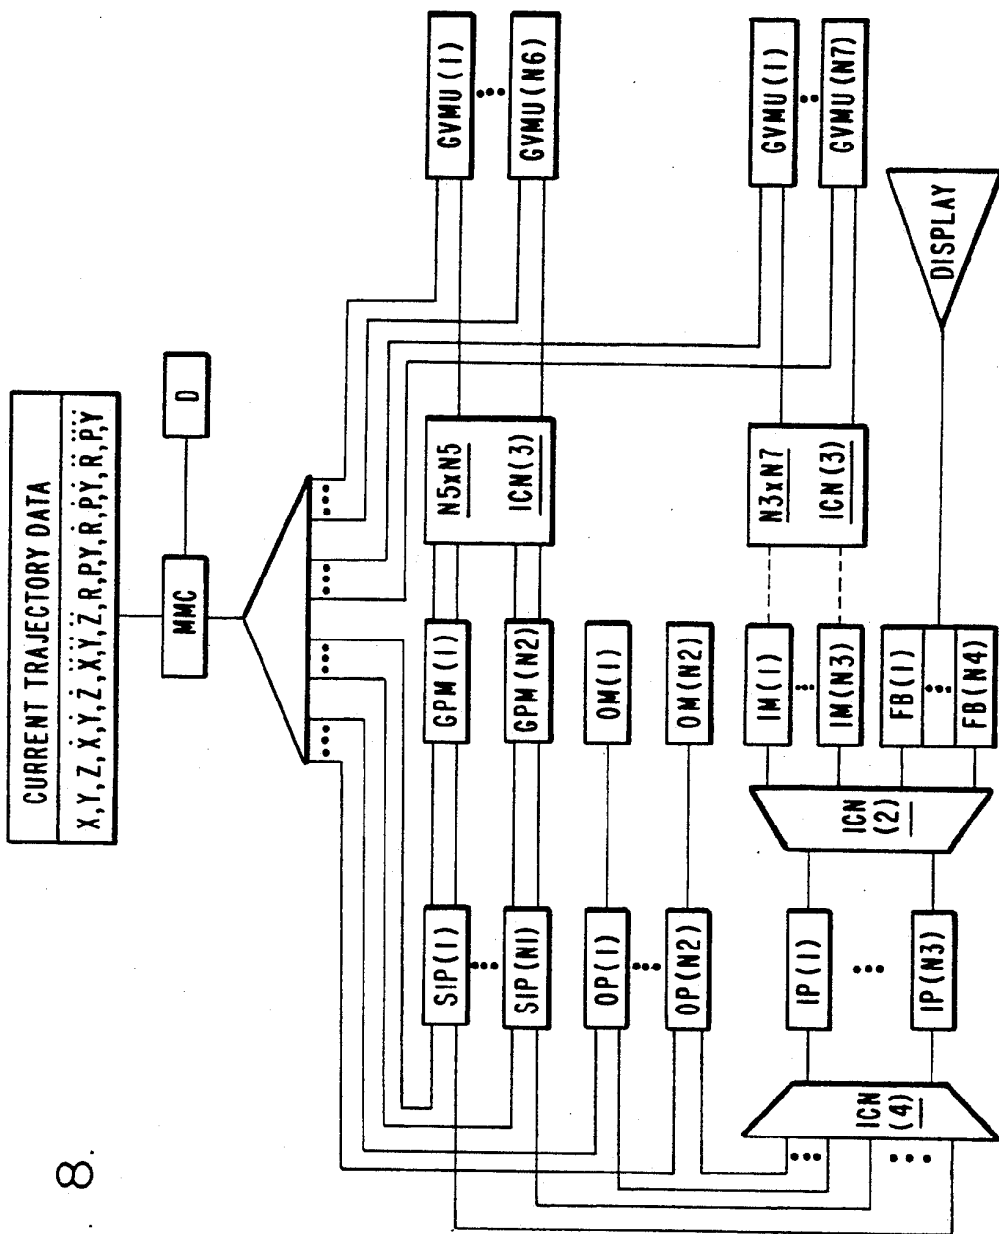 8.
CURRENT TRAJECTORY DATA
X,Y,Z,Ẋ,Ẏ,Ż,Ẍ,Ÿ,Z̈,R,P,Y,Ṙ,Ṗ,Ẏ,R̈,P̈,Ÿ
MMC
D
SIP(1)
SIP(N1)
GPM(1)
GPM(N2)
N5xN5
ICN(3)
GVMU(1)
GVMU(N6)
OP(1)
OP(N2)
OM(1)
OM(N2)
ICN
(4)
IP(1)
IP(N3)
ICN
(2)
IM(1)
IM(N3)
N3xN7
ICN(3)
GVMU(1)
GVMU(N7)
FB(1)
FB(N4)
DISPLAY